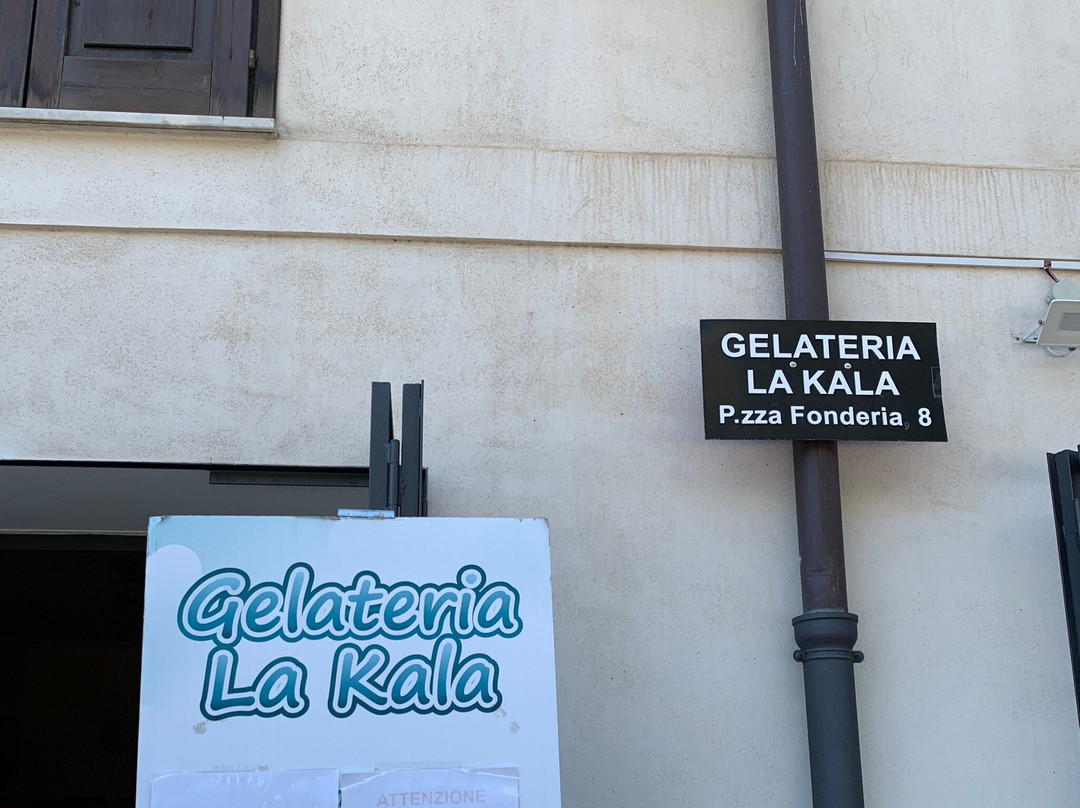 GELATERIA
LA KALA
P.zza Fonderia, 8
Gelateria
La Kala
ATTENZIONE